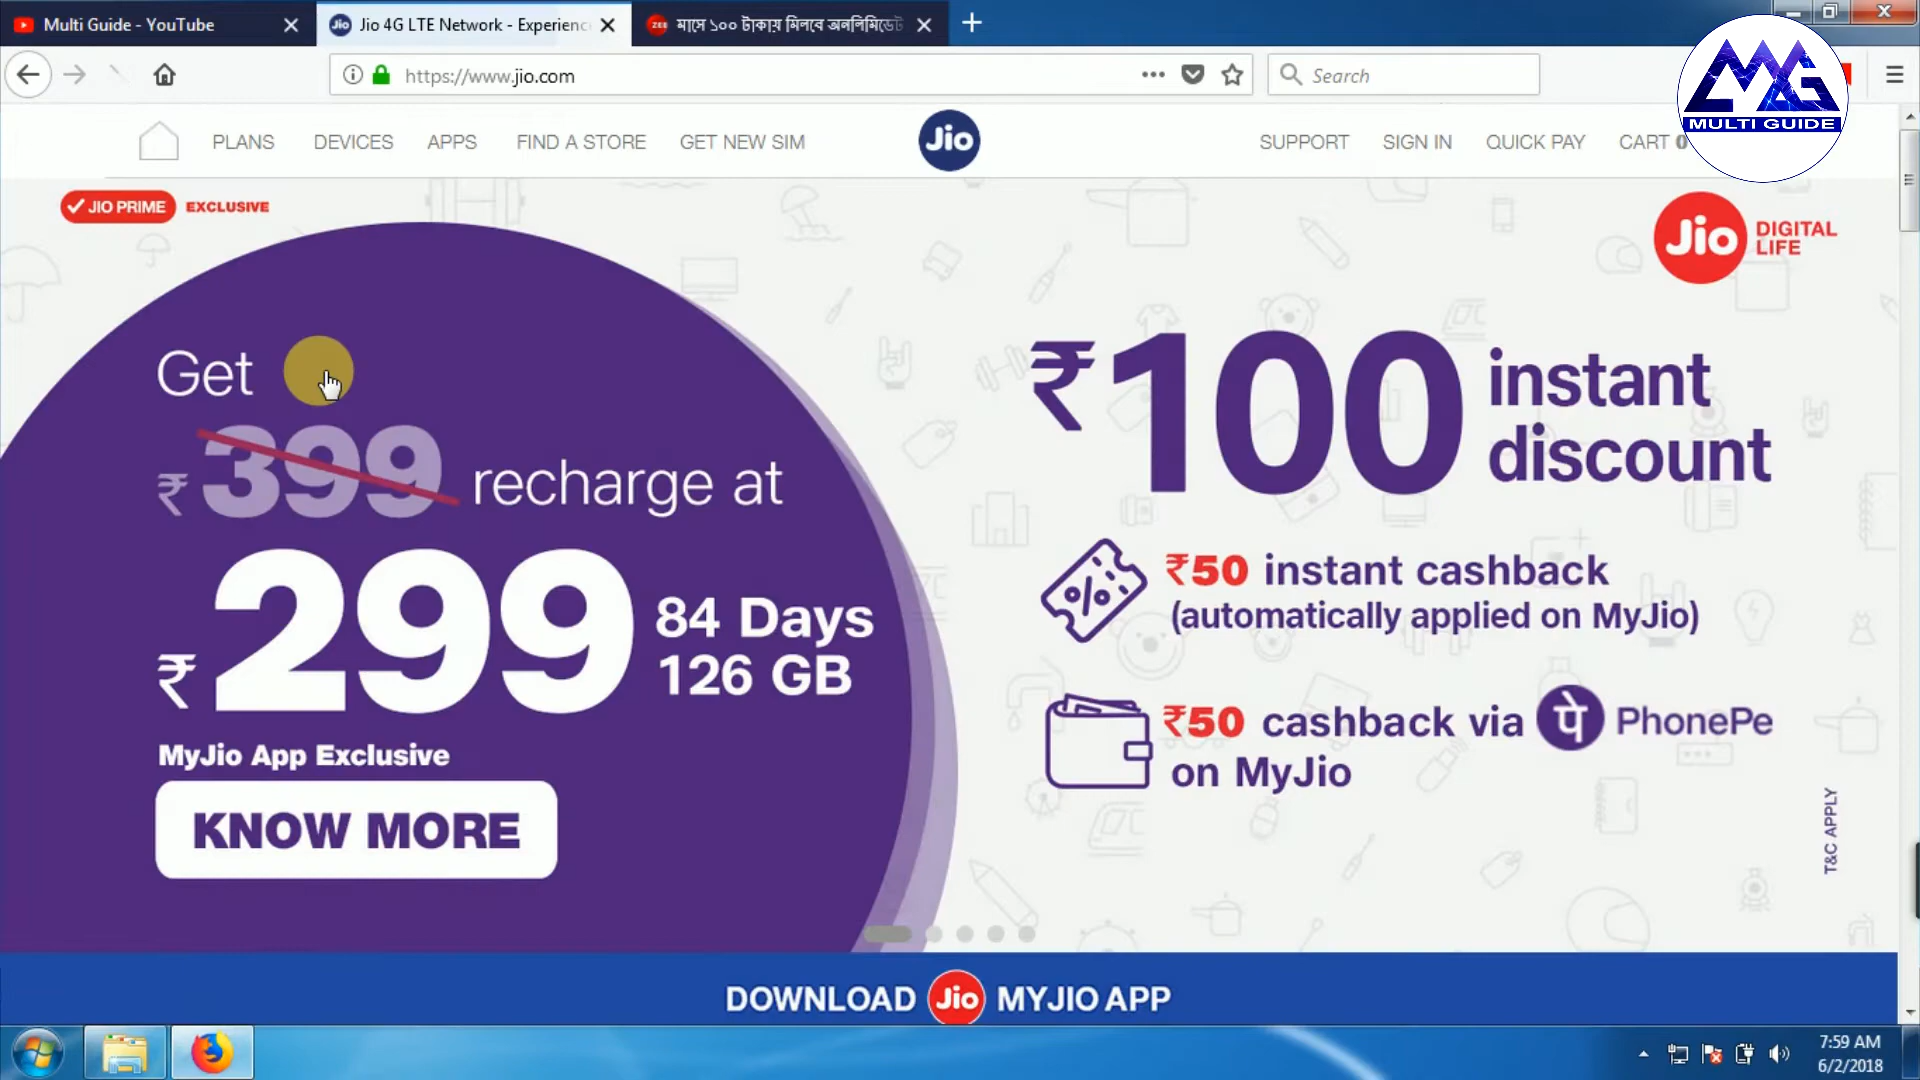 Multi Guide - YouTube
Jio 4G LTE Network - Experienc
মাসে ১০০ টাকায় মিলবে অনলিমিডেট
https://www.jio.com
Search
MG
MULTI GUIDE
PLANS
DEVICES
APPS
FIND A STORE
GET NEW SIM
Jio
SUPPORT
SIGN IN
QUICK PAY
CART 0
JIO PRIME EXCLUSIVE
Jio DIGITAL
LIFE
Get
₹399 recharge at
₹299 84 Days
126 GB
MyJio App Exclusive
KNOW MORE
₹100 instant
discount
₹50 instant cashback
(automatically applied on MyJio)
₹50 cashback via पे PhonePe
on MyJio
T&C APPLY
DOWNLOAD Jio MYJIO APP
7:59 AM
6/2/2018